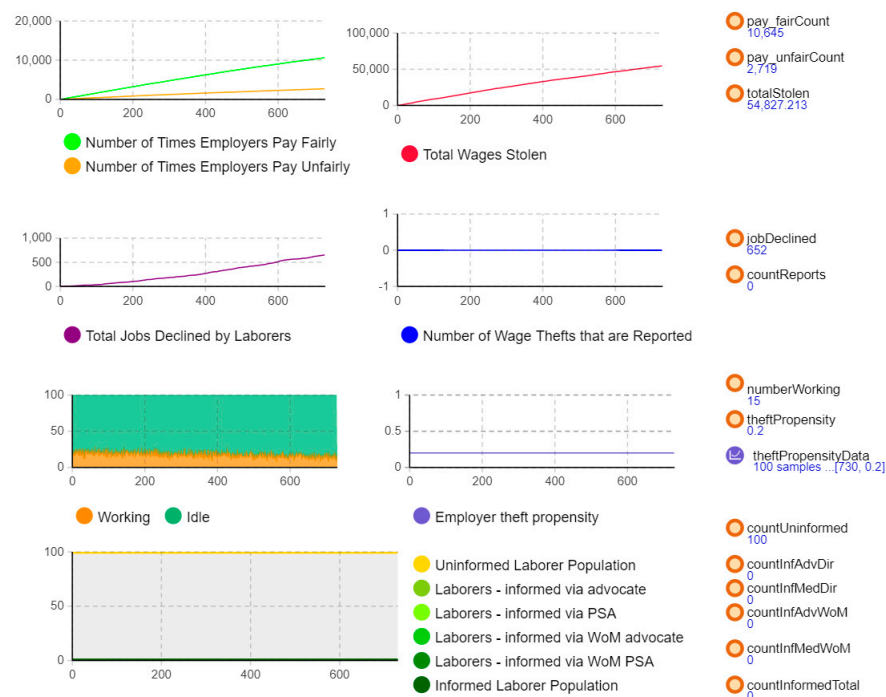 20,000
10,000
0
0
200
400
600
Number of Times Employers Pay Fairly
Number of Times Employers Pay Unfairly
100,000
50,000
0
0
200
400
600
Total Wages Stolen
pay_fairCount
10,645
pay_unfairCount
2,719
totalStolen
54,827.213
1,000
500
0
0
200
400
600
Total Jobs Declined by Laborers
1
0
-1
0
200
400
600
Number of Wage Thefts that are Reported
jobDeclined
652
countReports
0
100
50
0
0
200
400
600
Working
Idle
1
0.5
0
0
200
400
600
Employer theft propensity
numberWorking
15
theftPropensity
0.2
theftPropensityData
100 samples ...[730, 0.2]
100
50
0
0
200
400
600
Uninformed Laborer Population
Laborers - informed via advocate
Laborers - informed via PSA
Laborers - informed via WoM advocate
Laborers - informed via WoM PSA
Informed Laborer Population
countUninformed
100
countInfAdvDir
0
countInfMedDir
0
countInfAdvWoM
0
countInfMedWoM
0
countInformedTotal
0